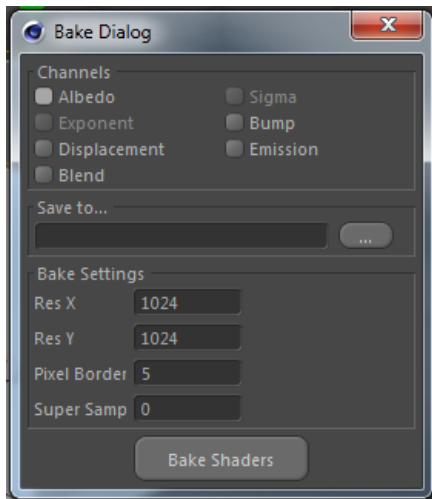 Bake Dialog
Channels
Albedo Sigma
Exponent Bump
Displacement Emission
Blend
Save to...
...
Bake Settings
Res X 1024
Res Y 1024
Pixel Border 5
Super Samp 0
Bake Shaders